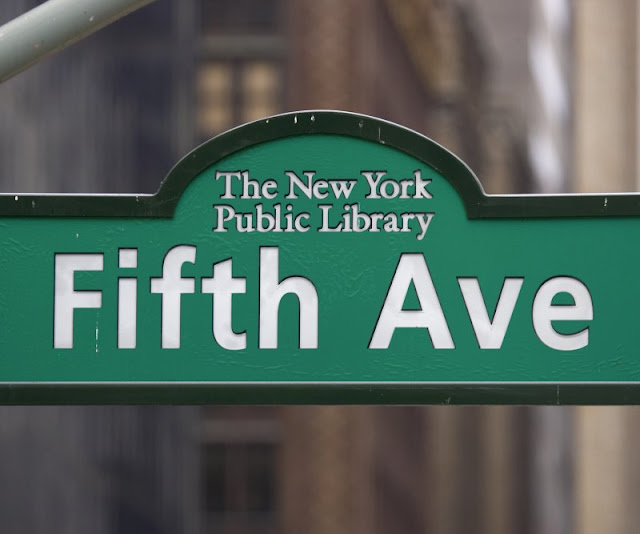 The New York
Public Library
Fifth Ave